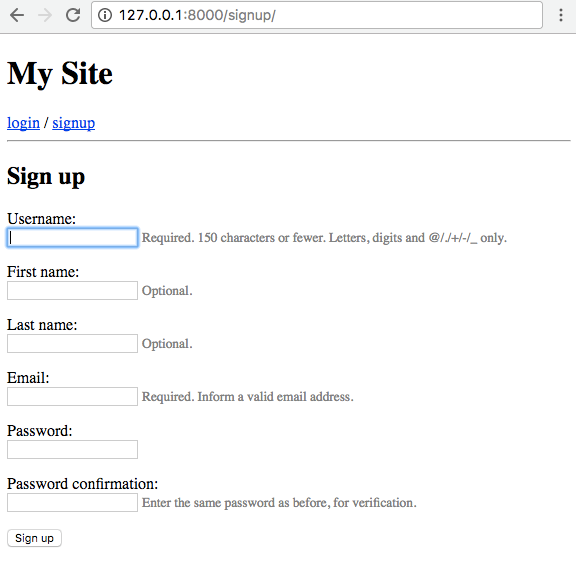 127.0.0.1:8000/signup/
My Site
login / signup
Sign up
Username:
Required. 150 characters or fewer. Letters, digits and @/./+/-/_ only.
First name:
Optional.
Last name:
Optional.
Email:
Required. Inform a valid email address.
Password:
Password confirmation:
Enter the same password as before, for verification.
Sign up